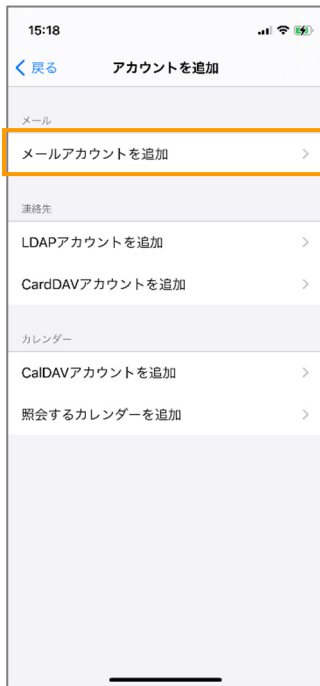 15:18
戻る
アカウントを追加
メール
メールアカウントを追加
連絡先
LDAPアカウントを追加
CardDAVアカウントを追加
カレンダー
CalDAVアカウントを追加
照会するカレンダーを追加